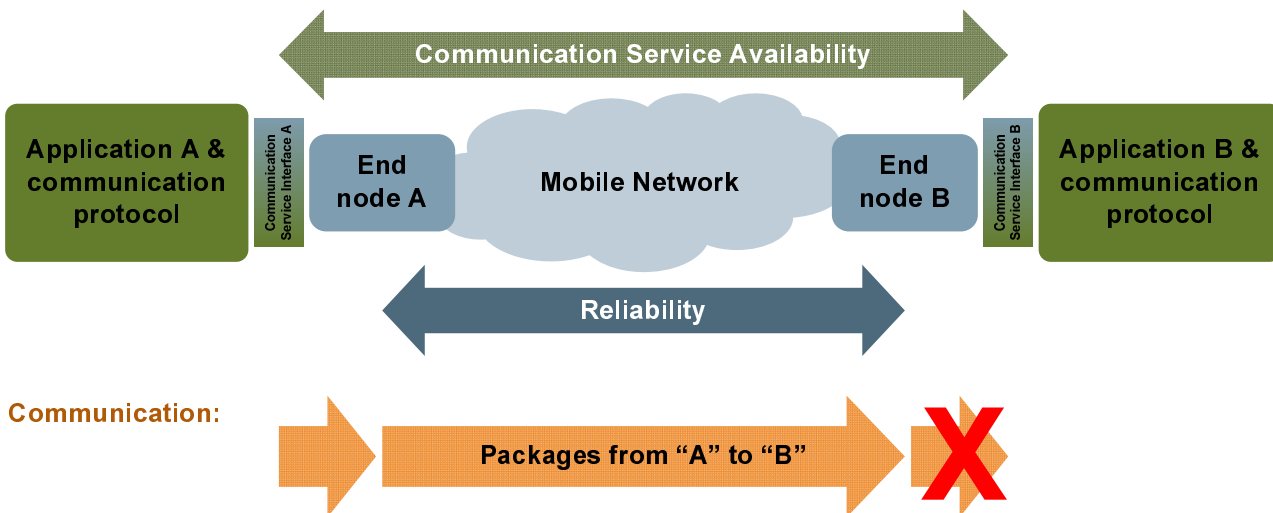 Communication Service Availability
Application A &
communication
protocol
Communication
Service Interface A
End
node A
Mobile Network
End
node B
Communication
Service Interface B
Application B &
communication
protocol
Reliability
Communication:
Packages from “A” to “B”
X